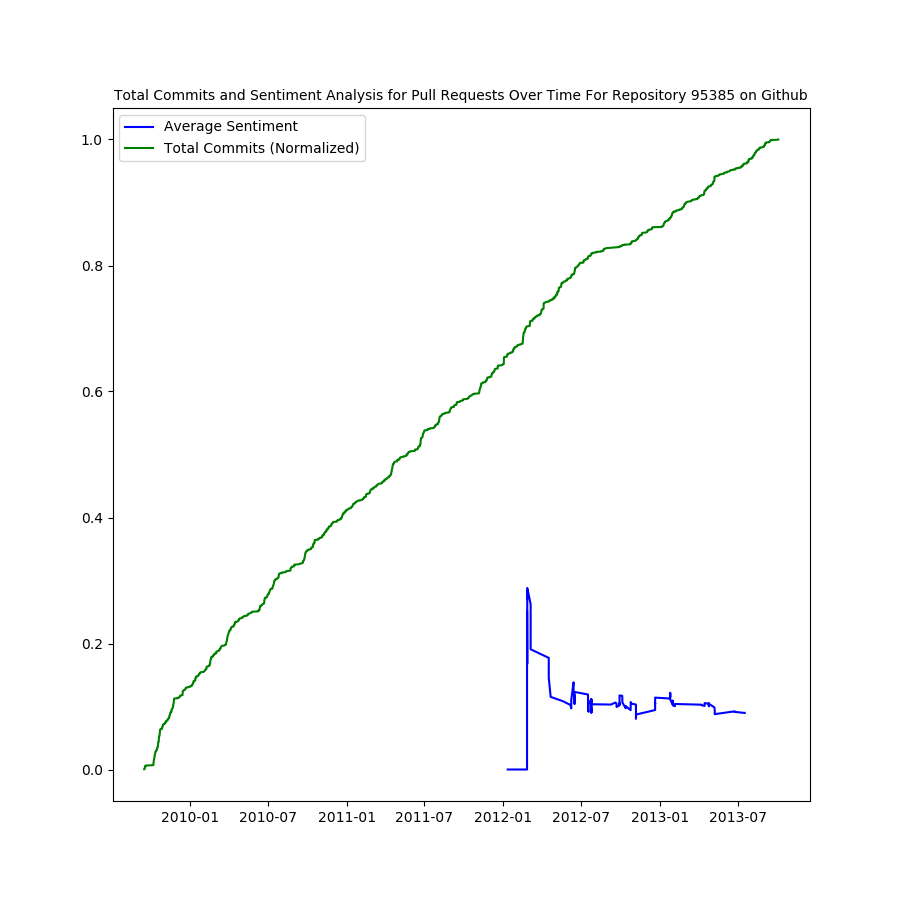 Total Commits and Sentiment Analysis for Pull Requests Over Time For Repository 95385 on Github
Average Sentiment
Total Commits (Normalized)
1.0
0.8
0.6
0.4
0.2
0.0
2010-01 2010-07 2011-01 2011-07 2012-01 2012-07 2013-01 2013-07